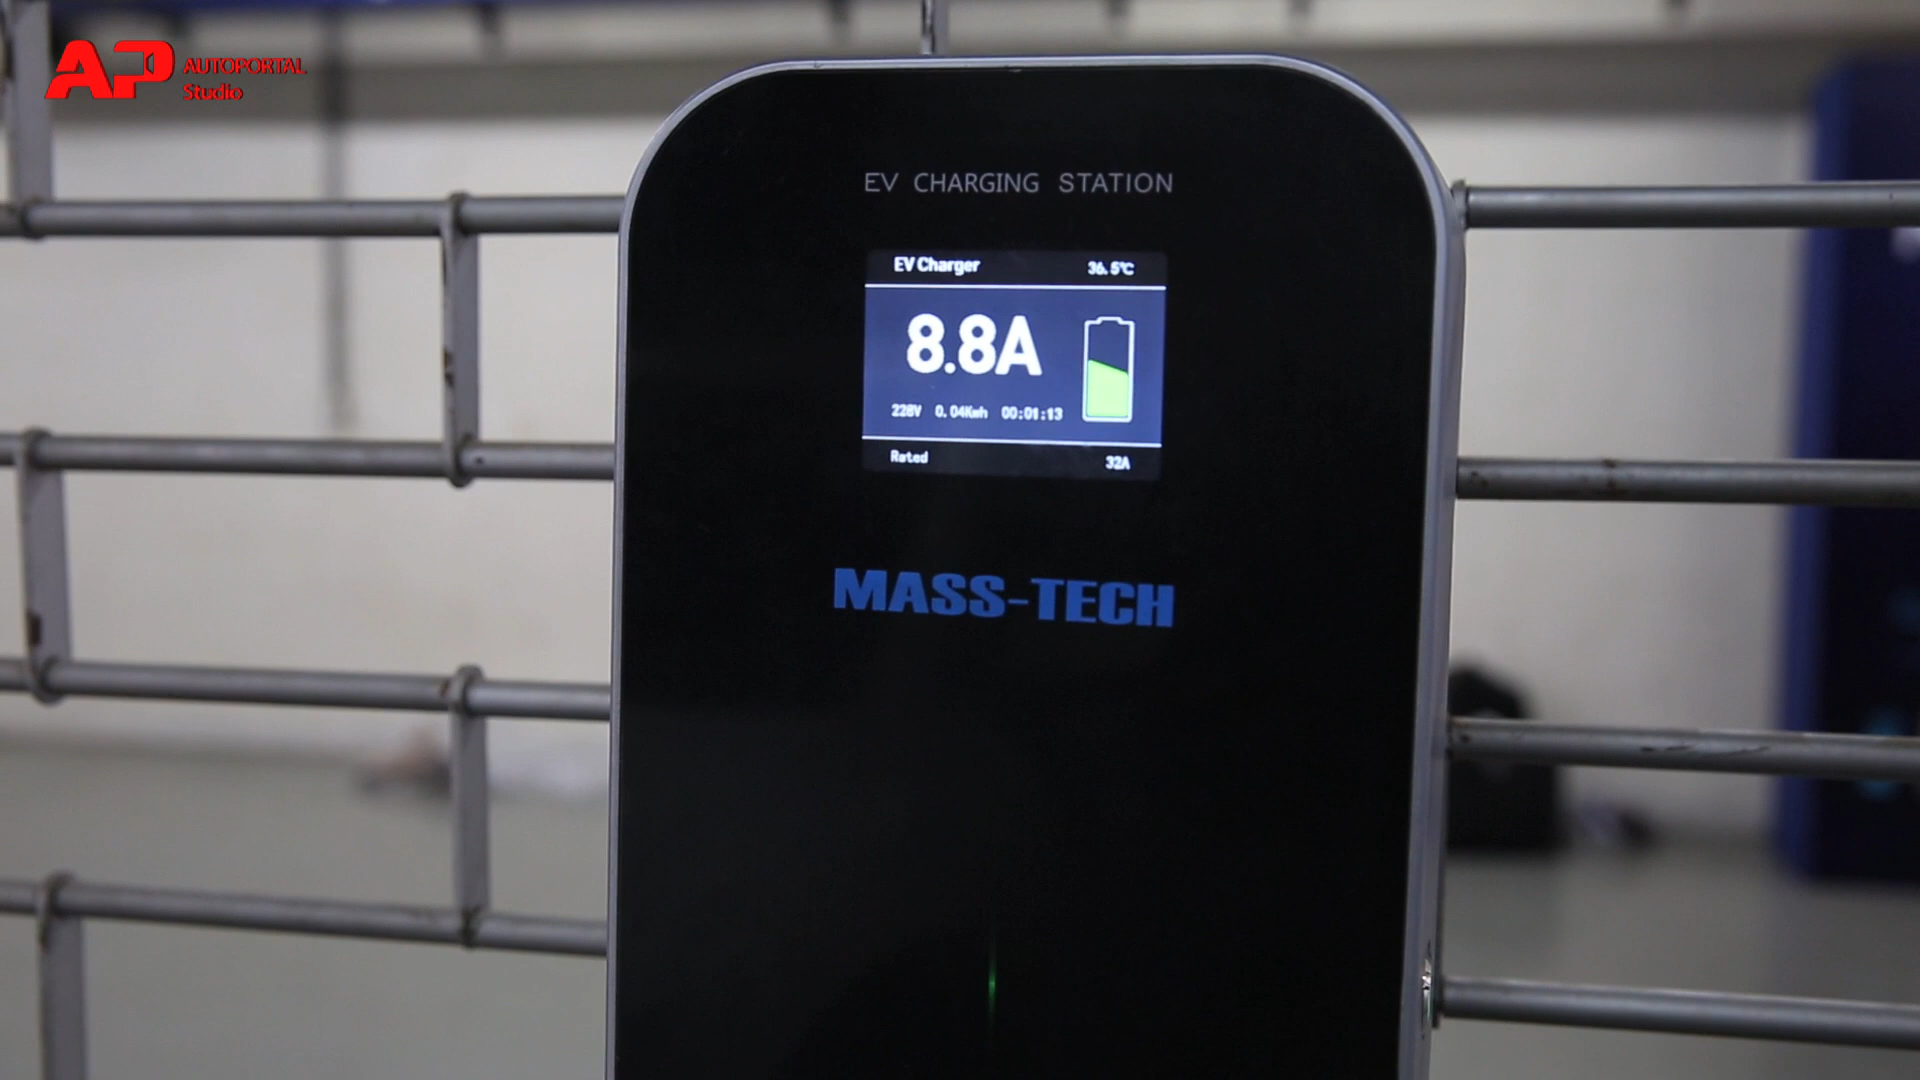 AP AUTOPORTAL
Studio
EV CHARGING STATION
EV Charger 36.5℃
8.8A
228V 0.04Kwh 00:01:13
Rated 32A
MASS-TECH